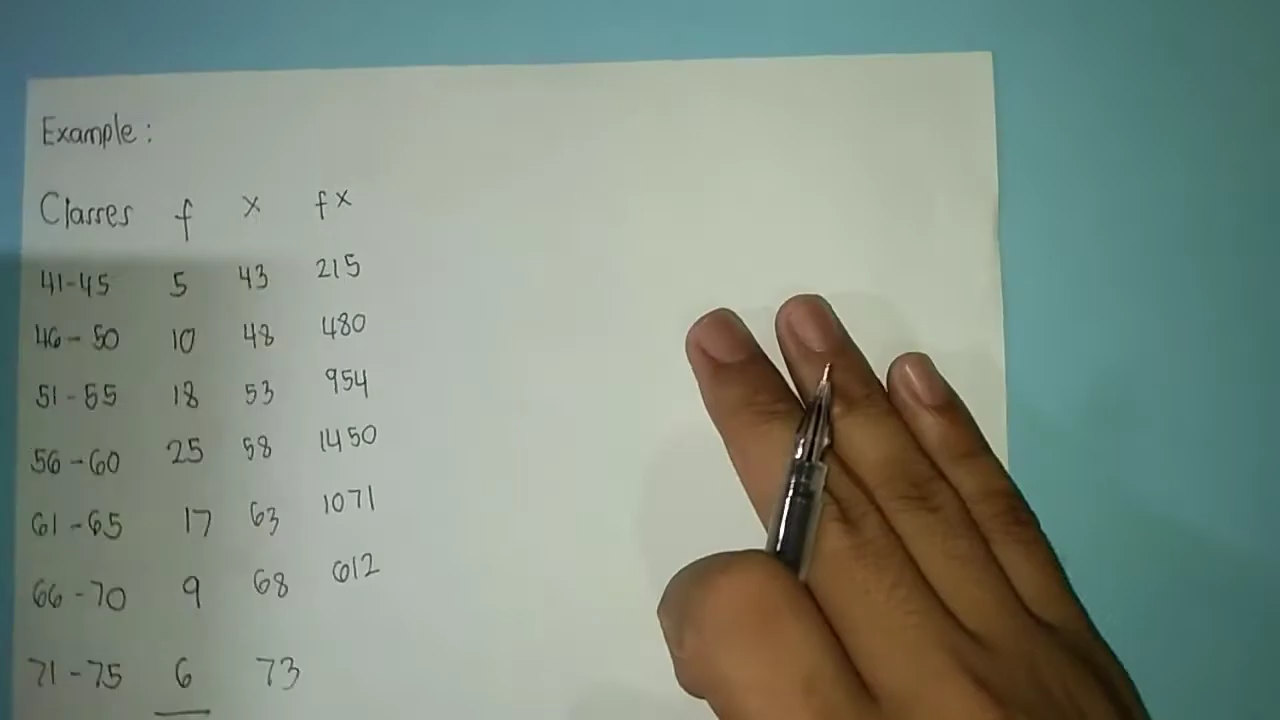 Example :
Classes f x fx
41-45 5 43 215
46 - 50 10 48 480
51 - 55 18 53 954
56 - 60 25 58 1450
61 - 65 17 63 1071
66 - 70 9 68 612
71 - 75 6 73